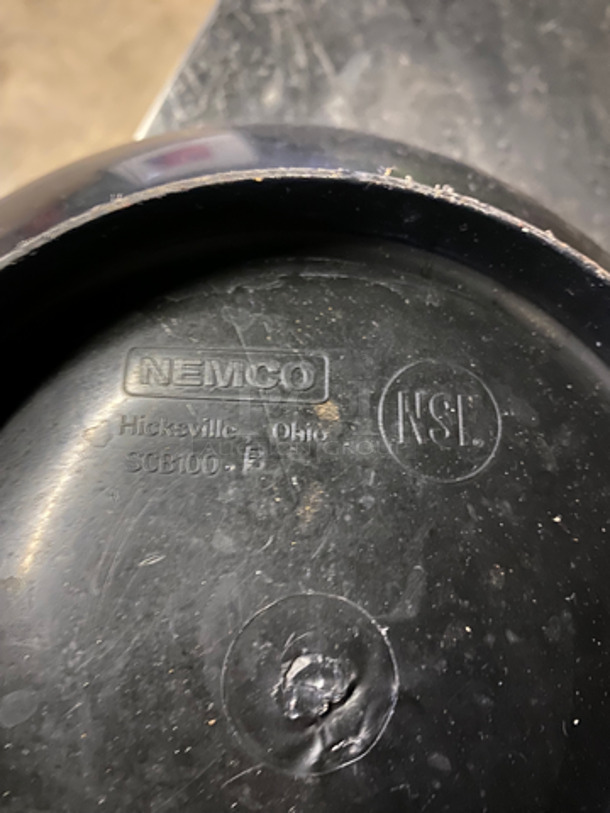 NEMCO
NSF
Hicksville Ohio
SCB100-